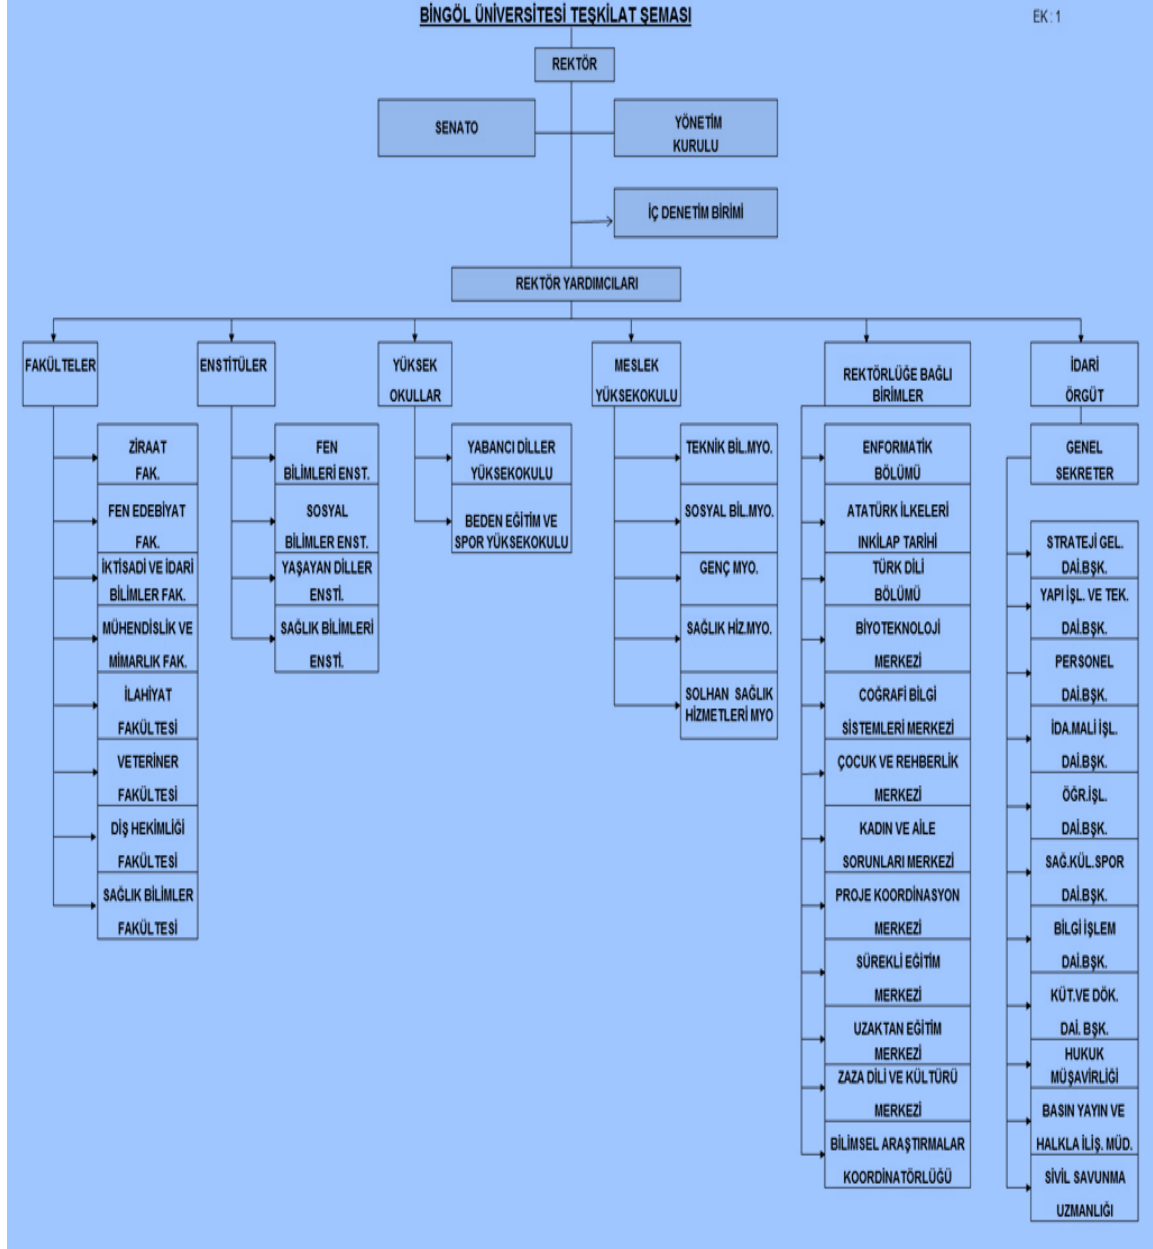 BİNGÖL ÜNİVERSİTESİ TEŞKİLAT ŞEMASI
EK: 1
REKTÖR
SENATO
YÖNETİM
KURULU
İÇ DENETİM BİRİMİ
REKTÖR YARDIMCILARI
FAKÜLTELER
ZİRAAT
FAK.
FEN EDEBİYAT
FAK.
İKTİSADİ VE İDARİ
BİLİMLER FAK.
MÜHENDİSLİK VE
MİMARLIK FAK.
İLAHİYAT
FAKÜLTESİ
VETERİNER
FAKÜLTESİ
DİŞ HEKİMLİĞİ
FAKÜLTESİ
SAĞLIK BİLİMLER
FAKÜLTESİ
ENSTİTÜLER
FEN
BİLİMLERİ ENST.
SOSYAL
BİLİMLER ENST.
YAŞAYAN DİLLER
ENSTİ.
SAĞLIK BİLİMLERİ
ENSTİ.
YÜKSEK
OKULLAR
YABANCI DİLLER
YÜKSEKOKULU
BEDEN EĞİTİM VE
SPOR YÜKSEKOKULU
MESLEK
YÜKSEKOKULU
TEKNİK BİL.MYO.
SOSYAL BİL.MYO.
GENÇ MYO.
SAĞLIK HİZ.MYO.
SOLHAN SAĞLIK
HİZMETLERİ MYO
REKTÖRLÜĞE BAĞLI
BİRİMLER
ENFORMATİK
BÖLÜMÜ
ATATÜRK İLKELERİ
INKİLAP TARİHİ
TÜRK DİLİ
BÖLÜMÜ
BİYOTEKNOLOJİ
MERKEZİ
COĞRAFİ BİLGİ
SİSTEMLERİ MERKEZİ
ÇOCUK VE REHBERLİK
MERKEZİ
KADIN VE AİLE
SORUNLARI MERKEZİ
PROJE KOORDİNASYON
MERKEZİ
SÜREKLİ EĞİTİM
MERKEZİ
UZAKTAN EĞİTİM
MERKEZİ
ZAZA DİLİ VE KÜLTÜRÜ
MERKEZİ
BİLİMSEL ARAŞTIRMALAR
KOORDİNATÖRLÜĞÜ
İDARİ
ÖRGÜT
GENEL
SEKRETER
STRATEJİ GEL.
DAİ.BŞK.
YAPI İŞL. VE TEK.
DAİ.BŞK.
PERSONEL
DAİ.BŞK.
İDA.MALİ İŞL.
DAİ.BŞK.
ÖĞR.İŞL.
DAİ.BŞK.
SAĞ.KÜL.SPOR
DAİ.BŞK.
BİLGİ İŞLEM
DAİ.BŞK.
KÜT.VE DÖK.
DAİ. BŞK.
HUKUK
MÜŞAVİRLİĞİ
BASIN YAYIN VE
HALKLA İLİŞ. MÜD.
SİVİL SAVUNMA
UZMANLIĞI